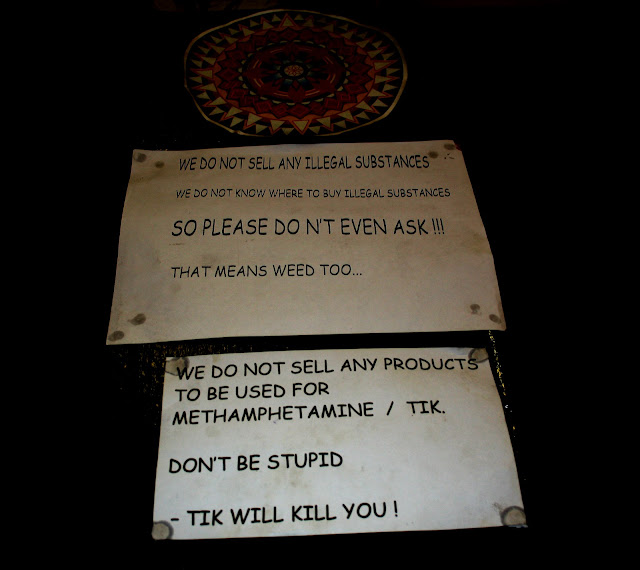 WE DO NOT SELL ANY ILLEGAL SUBSTANCES
WE DO NOT KNOW WHERE TO BUY ILLEGAL SUBSTANCES
SO PLEASE DO N'T EVEN ASK !!!
THAT MEANS WEED TOO...
WE DO NOT SELL ANY PRODUCTS
TO BE USED FOR
METHAMPHETAMINE / TIK.
DON'T BE STUPID
- TIK WILL KILL YOU !